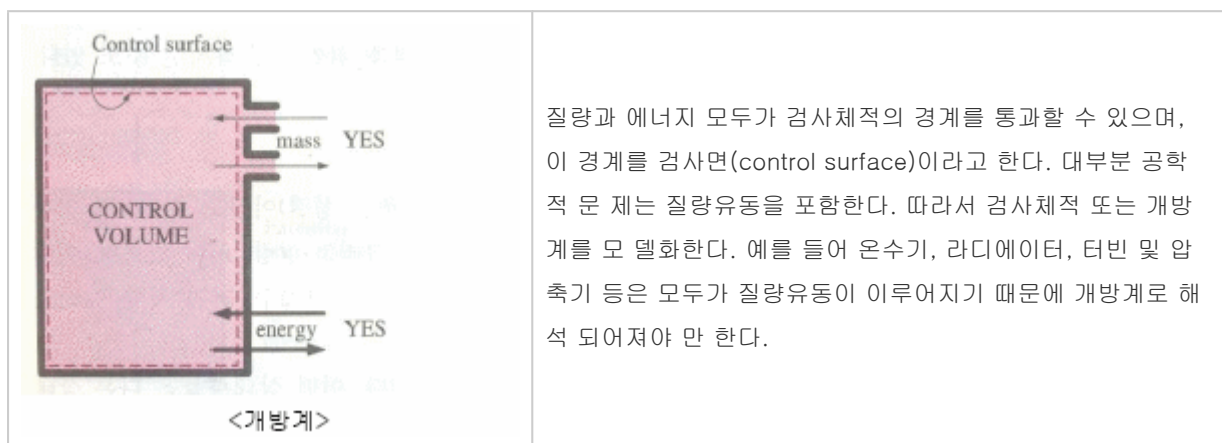 Control surface
mass YES
CONTROL
VOLUME
energy YES
<개방계>
질량과 에너지 모두가 검사체적의 경계를 통과할 수 있으며,
이 경계를 검사면(control surface)이라고 한다. 대부분 공학
적 문 제는 질량유동을 포함한다. 따라서 검사체적 또는 개방
계를 모 델화한다. 예를 들어 온수기, 라디에이터, 터빈 및 압
축기 등은 모두가 질량유동이 이루어지기 때문에 개방계로 해
석 되어져야 만 한다.